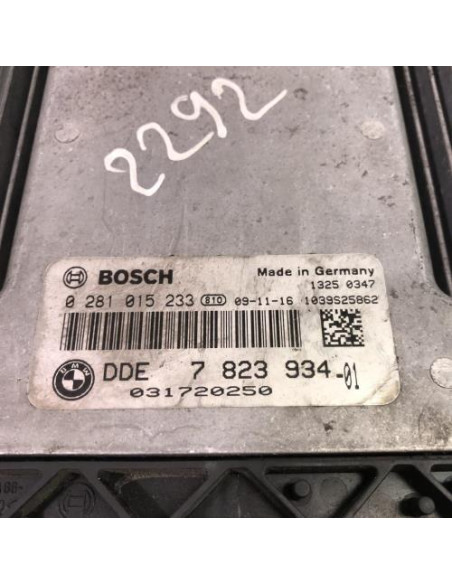 2292
BOSCH
Made in Germany
1325 0347
0 281 015 233 810 09-11-16 1039S25862
BMW
DDE 7 823 934-01
031720250